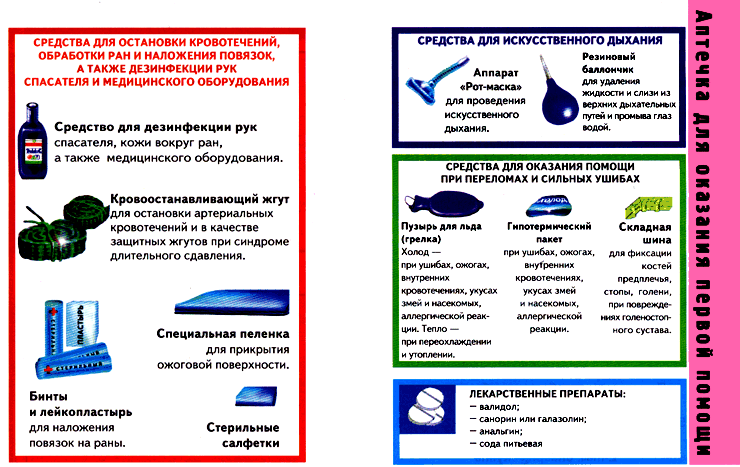 СРЕДСТВА ДЛЯ ОСТАНОВКИ КРОВОТЕЧЕНИЙ,
ОБРАБОТКИ РАН И НАЛОЖЕНИЯ ПОВЯЗОК,
А ТАКЖЕ ДЕЗИНФЕКЦИИ РУК
СПАСАТЕЛЯ И МЕДИЦИНСКОГО ОБОРУДОВАНИЯ
Средство для дезинфекции рук
спасателя, кожи вокруг ран,
а также медицинского оборудования.
Кровоостанавливающий жгут
для остановки артериальных
кровотечений и в качестве
защитных жгутов при синдроме
длительного сдавления.
ПЛАСТЫРЬ
СТЕРИЛЬНЫЙ
Специальная пеленка
для прикрытия
ожоговой поверхности.
Бинты
и лейкопластырь
для наложения
повязок на раны.
Стерильные
салфетки
СРЕДСТВА ДЛЯ ИСКУССТВЕННОГО ДЫХАНИЯ
Аппарат
«Рот-маска»
для проведения
искусственного
дыхания.
Резиновый
баллончик
для удаления
жидкости и слизи из
верхних дыхательных
путей и промыва глаз
водой.
СРЕДСТВА ДЛЯ ОКАЗАНИЯ ПОМОЩИ
ПРИ ПЕРЕЛОМАХ И СИЛЬНЫХ УШИБАХ
Пузырь для льда
(грелка)
Холод —
при ушибах, ожогах,
внутренних
кровотечениях, укусах
змей и насекомых,
аллергической реак-
ции. Тепло —
при переохлаждении
и утоплении.
Гипотермический
пакет
при ушибах, ожогах,
внутренних
кровотечениях,
укусах змей
и насекомых,
аллергической
реакции.
Складная
шина
для фиксации
костей
предплечья,
стопы, голени,
при поврежде-
ниях голеностоп-
ного сустава.
ЛЕКАРСТВЕННЫЕ ПРЕПАРАТЫ:
– валидол;
– санорин или галазолин;
– анальгин;
– сода питьевая
Аптечка для оказания первой помощи